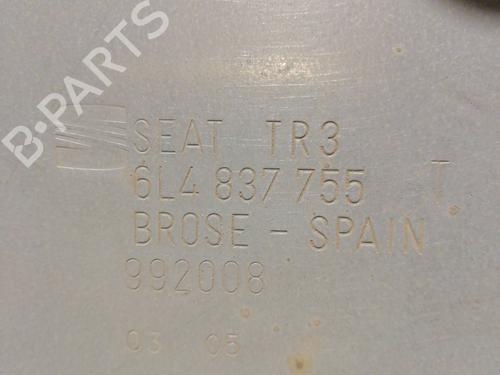 B-PARTS
SEAT TR3
6L4 837 755 T
BROSE - SPAIN
992008
03 05